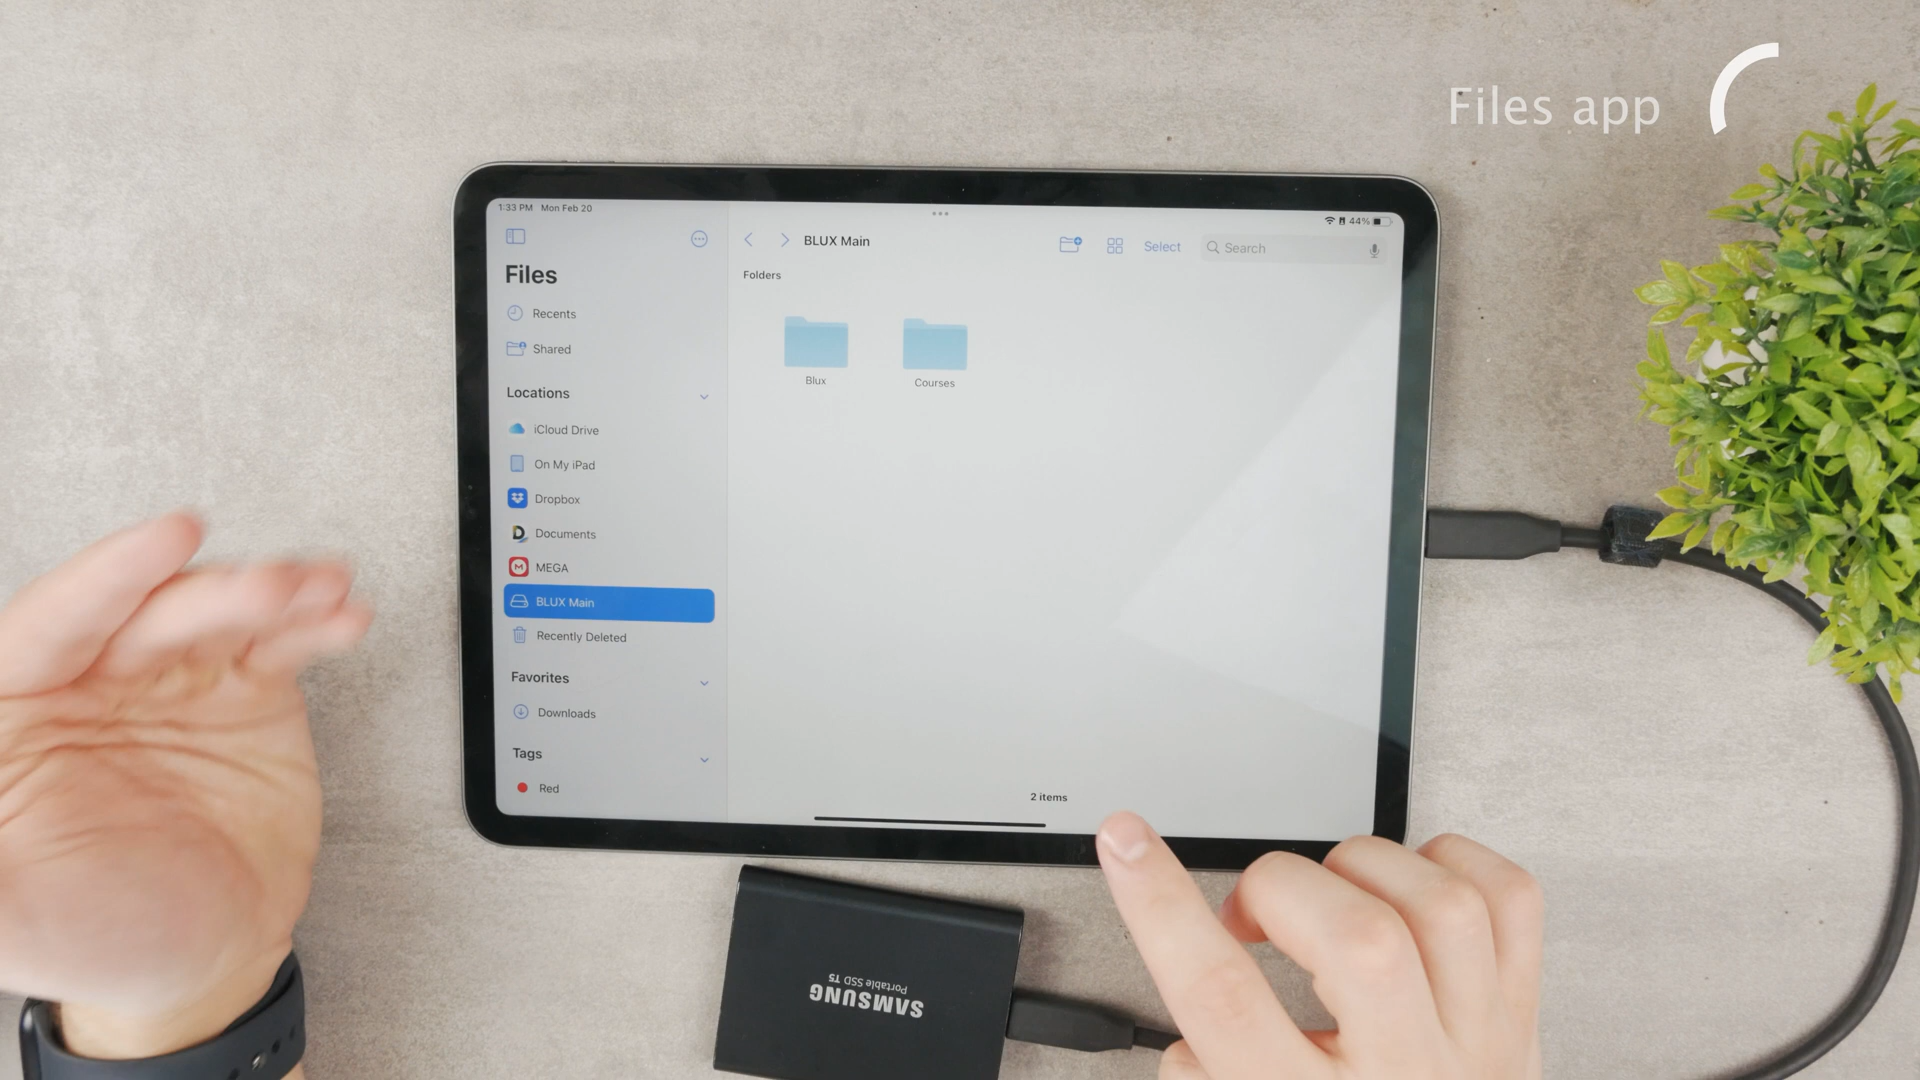 Files app
1:33 PM Mon Feb 20
44%
Files
Recents
Shared
Locations
iCloud Drive
On My iPad
Dropbox
Documents
MEGA
BLUX Main
Recently Deleted
Favorites
Downloads
Tags
Red
BLUX Main
Select
Search
Folders
Blux
Courses
2 items
SAMSUNG
Portable SSD T5